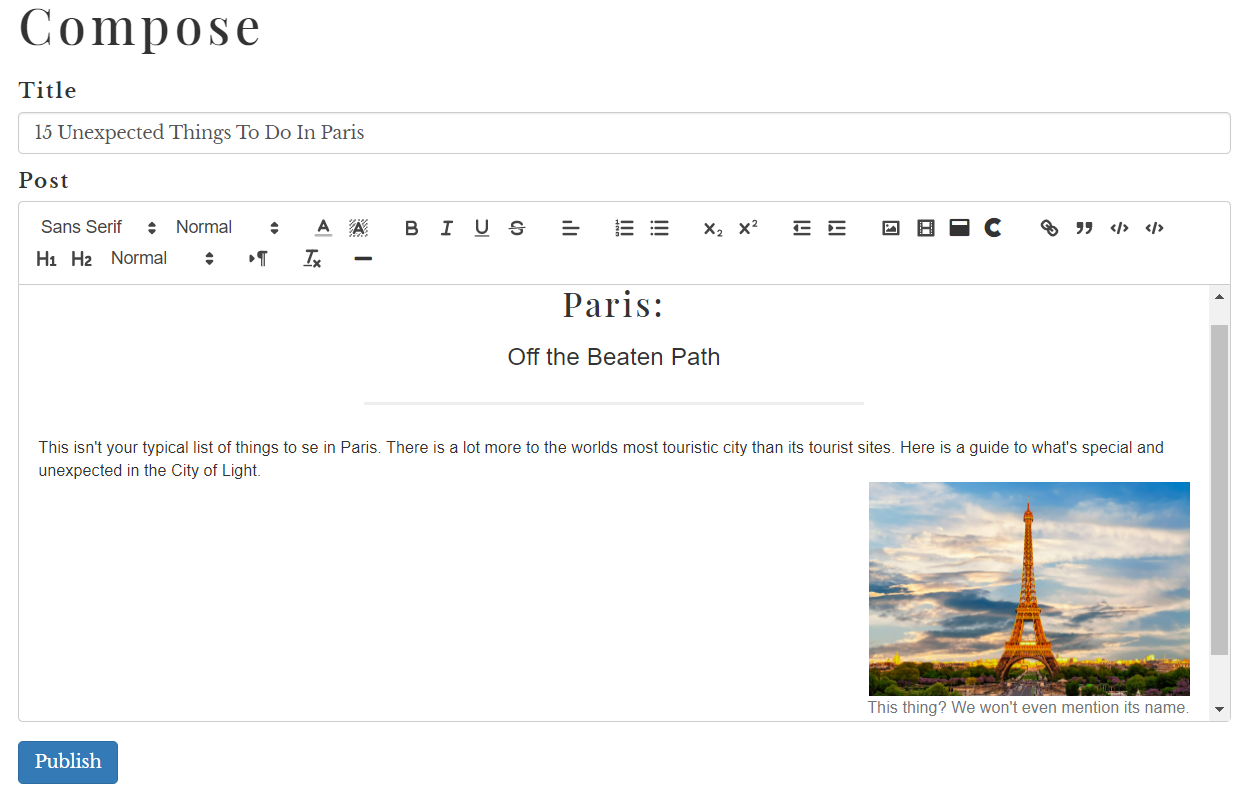 Compose
Title
15 Unexpected Things To Do In Paris
Post
Sans Serif Normal A A B I U S X₂ X² C
H1 H2 Normal Tx
Paris:
Off the Beaten Path
This isn't your typical list of things to se in Paris. There is a lot more to the worlds most touristic city than its tourist sites. Here is a guide to what's special and
unexpected in the City of Light.
This thing? We won't even mention its name.
Publish